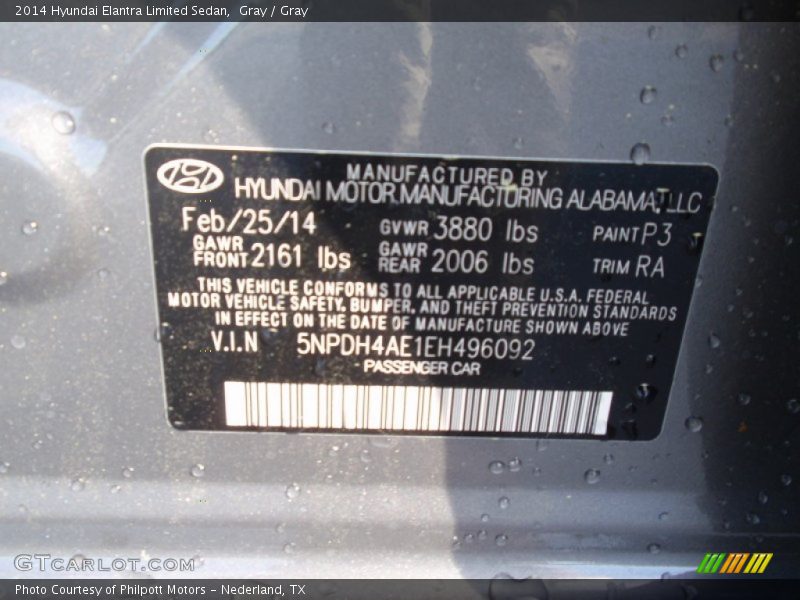 2014 Hyundai Elantra Limited Sedan, Gray / Gray
MANUFACTURED BY
HYUNDAI MOTOR MANUFACTURING ALABAMA, LLC
Feb/25/14 GVWR 3880 lbs PAINT P3
GAWR FRONT 2161 lbs GAWR REAR 2006 lbs TRIM RA
THIS VEHICLE CONFORMS TO ALL APPLICABLE U.S.A. FEDERAL
MOTOR VEHICLE SAFETY, BUMPER, AND THEFT PREVENTION STANDARDS
IN EFFECT ON THE DATE OF MANUFACTURE SHOWN ABOVE
V.I.N 5NPDH4AE1EH496092
PASSENGER CAR
GTCARLOT.COM
Photo Courtesy of Philpott Motors - Nederland, TX